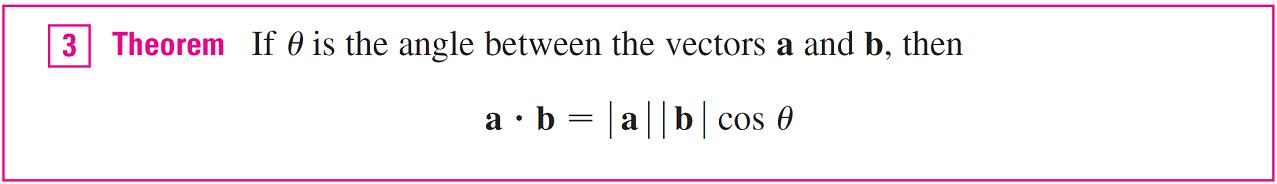 3 Theorem If θ is the angle between the vectors a and b, then
a · b = |a||b| cos θ